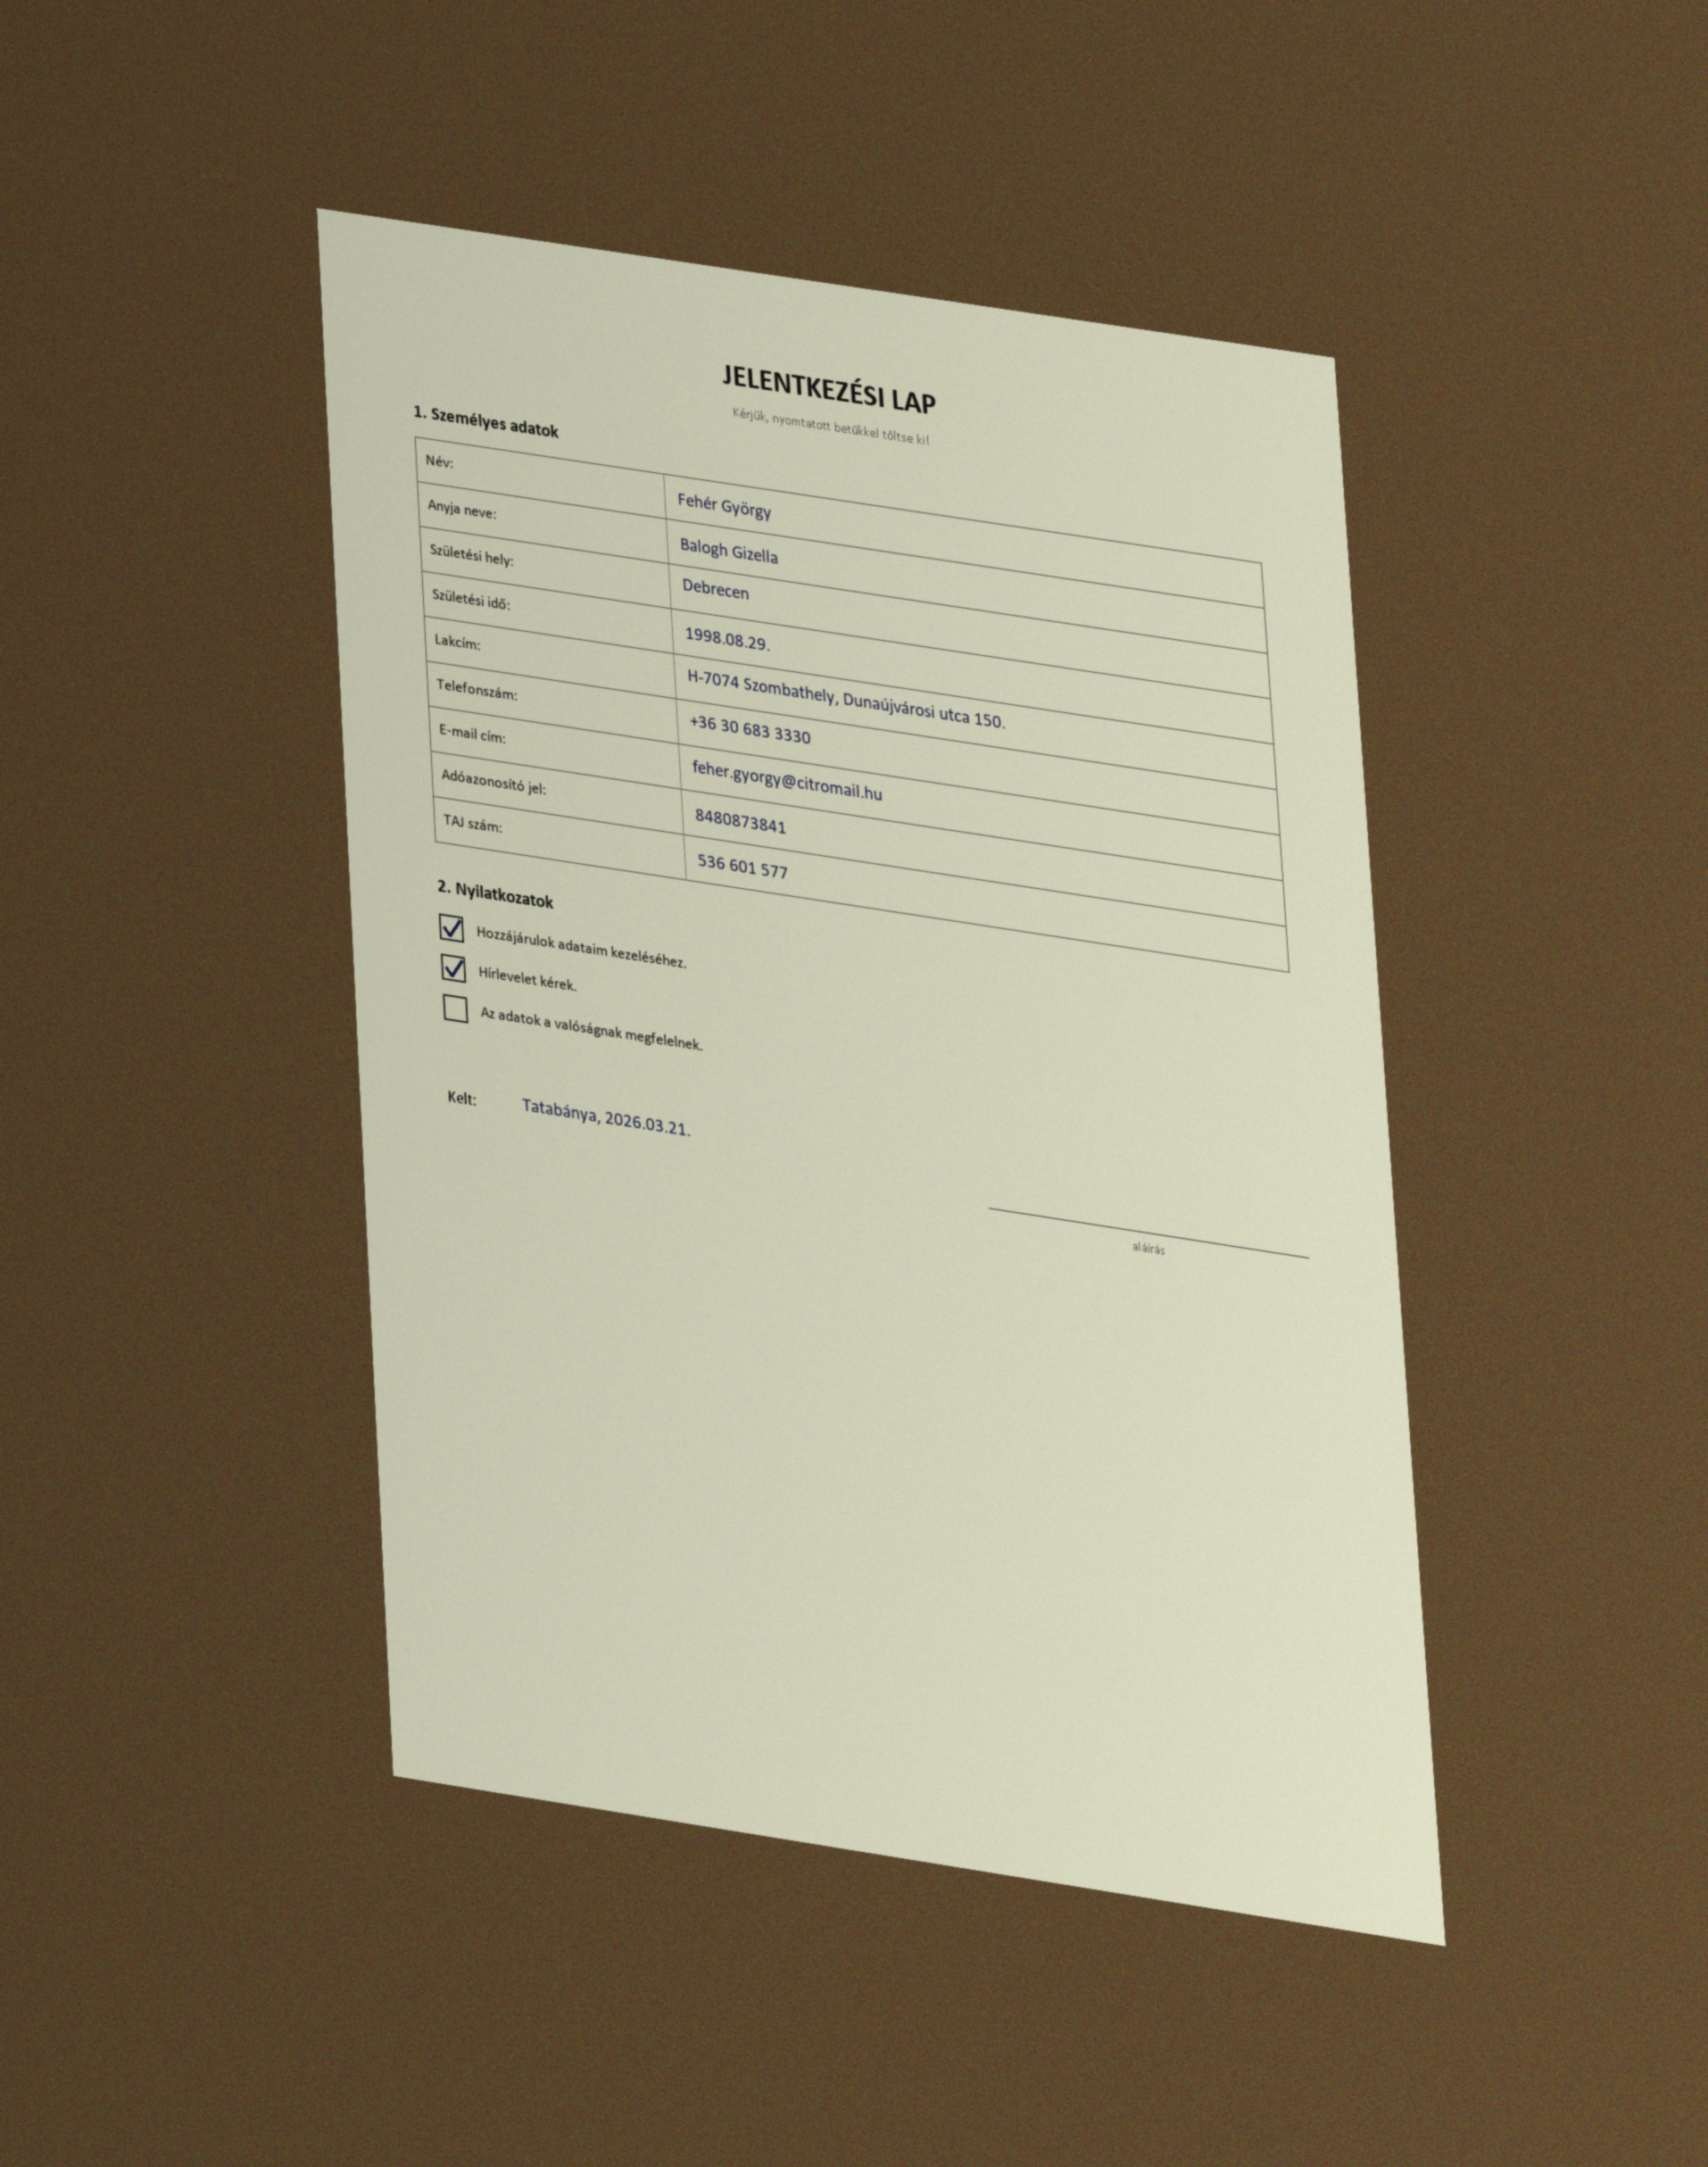 JELENTKEZÉSI LAP
Kérjük, nyomtatott betűkkel töltse ki!
1. Személyes adatok
Név: Fehér György
Anyja neve: Balogh Gizella
Születési hely: Debrecen
Születési idő: 1998.08.29.
Lakcím: H-7074 Szombathely, Dunaújvárosi utca 150.
Telefonszám: +36 30 683 3330
E-mail cím: feher.gyorgy@citromail.hu
Adóazonosító jel: 8480873841
TAJ szám: 536 601 577
2. Nyilatkozatok
Hozzájárulok adataim kezeléséhez.
Hírlevelet kérek.
Az adatok a valóságnak megfelelnek.
Kelt: Tatabánya, 2026.03.21.
aláírás